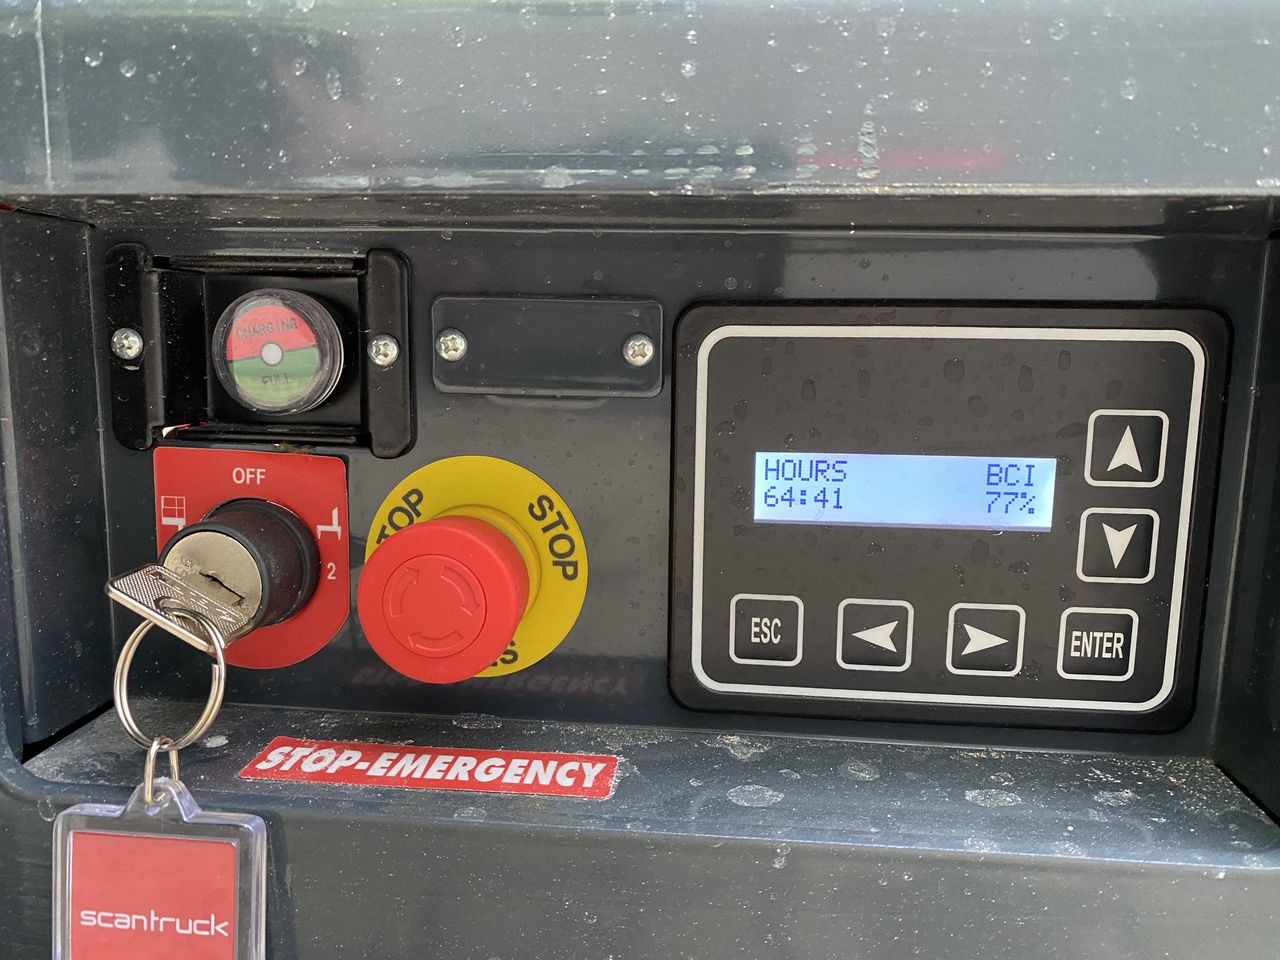 CHARGING
FULL
OFF
2
STOP
STOP
HOURS BCI
64:41 77%
ESC
ENTER
STOP-EMERGENCY
scantruck